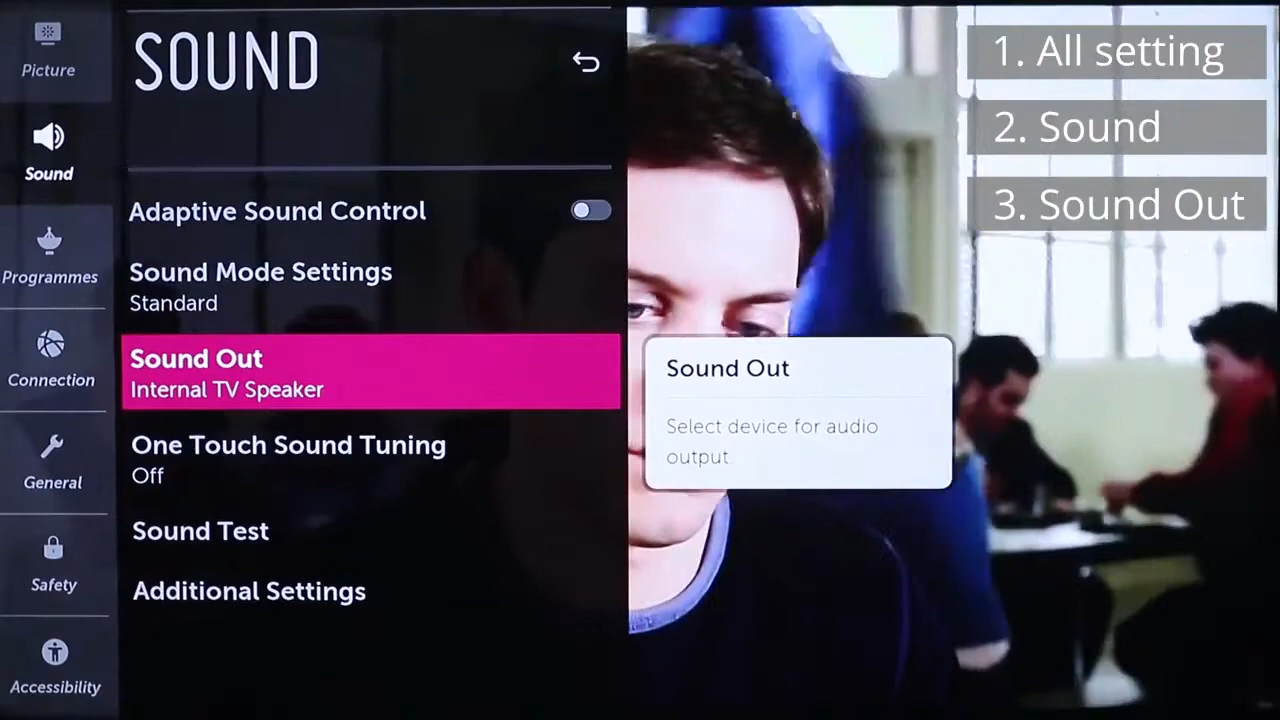 Picture
Sound
Programmes
Connection
General
Safety
Accessibility
SOUND
Adaptive Sound Control
Sound Mode Settings
Standard
Sound Out
Internal TV Speaker
One Touch Sound Tuning
Off
Sound Test
Additional Settings
Sound Out
Select device for audio
output.
1. All setting
2. Sound
3. Sound Out